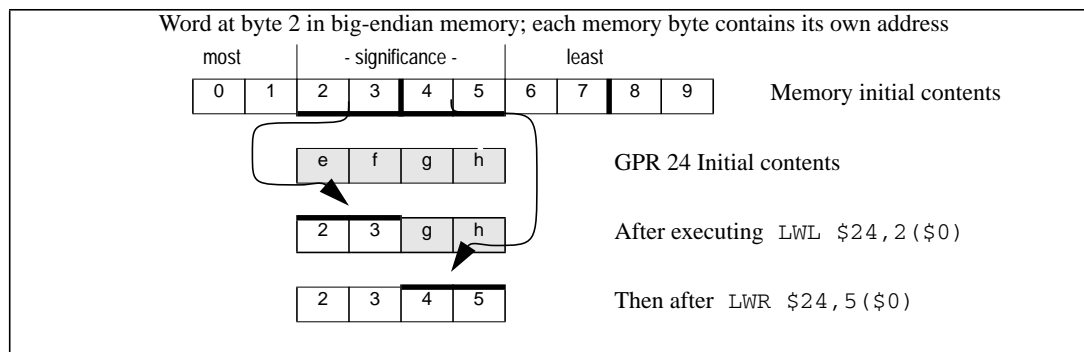 Word at byte 2 in big-endian memory; each memory byte contains its own address
most - significance - least
0 1 2 3 4 5 6 7 8 9 Memory initial contents
e f g h GPR 24 Initial contents
2 3 g h After executing LWL $24,2($0)
2 3 4 5 Then after LWR $24,5($0)